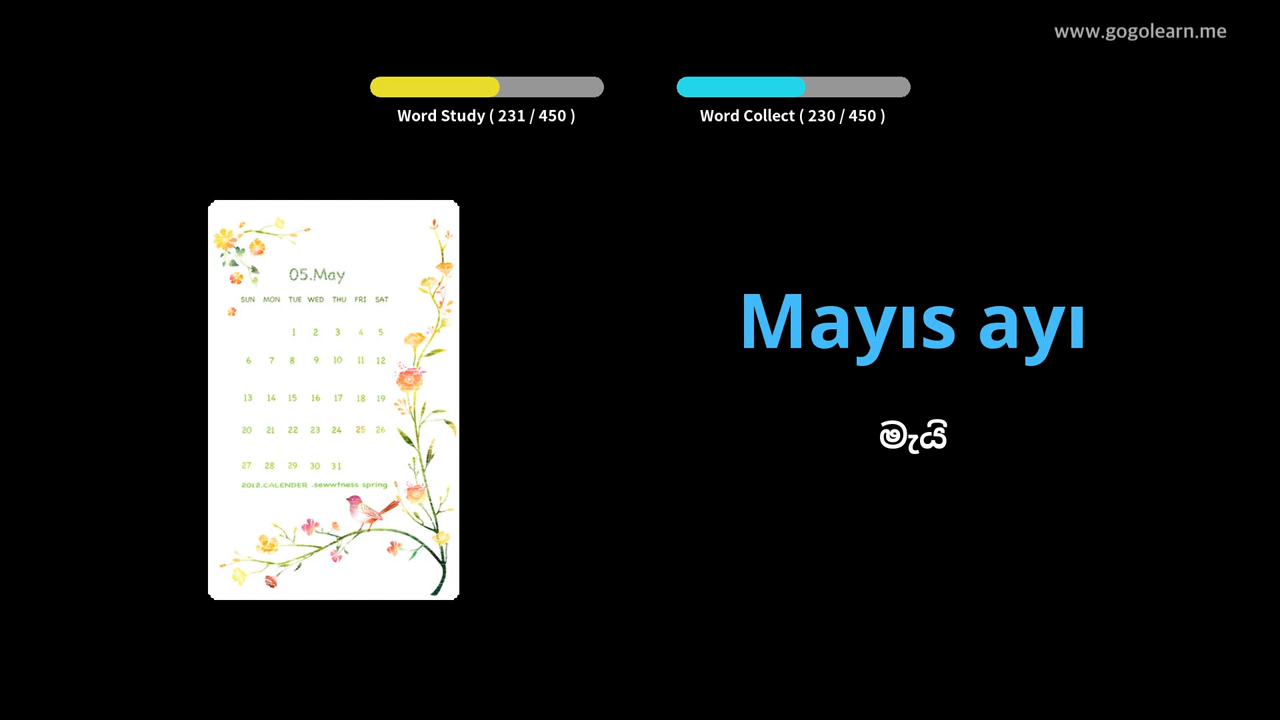 www.gogolearn.me
Word Study ( 231 / 450 )
Word Collect ( 230 / 450 )
05.May
SUN MON TUE WED THU FRI SAT
1 2 3 4 5
6 7 8 9 10 11 12
13 14 15 16 17 18 19
20 21 22 23 24 25 26
27 28 29 30 31
2012.CALENDER .sewwtness spring
Mayıs ayı
මැයි